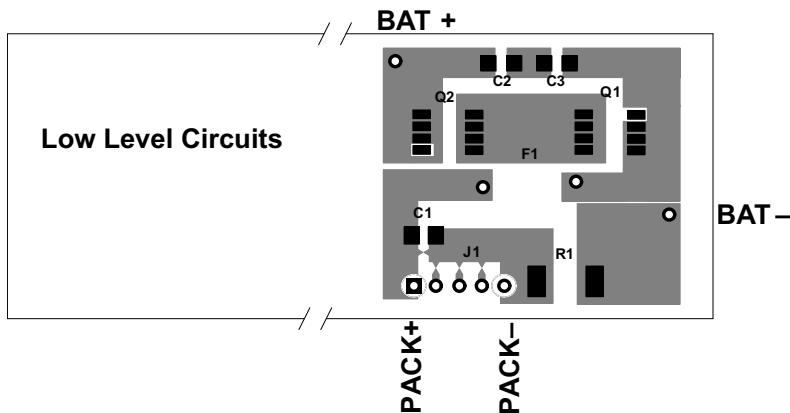 BAT +
C2 C3
Q2 Q1
Low Level Circuits
F1
C1
BAT –
J1 R1
PACK+
PACK–